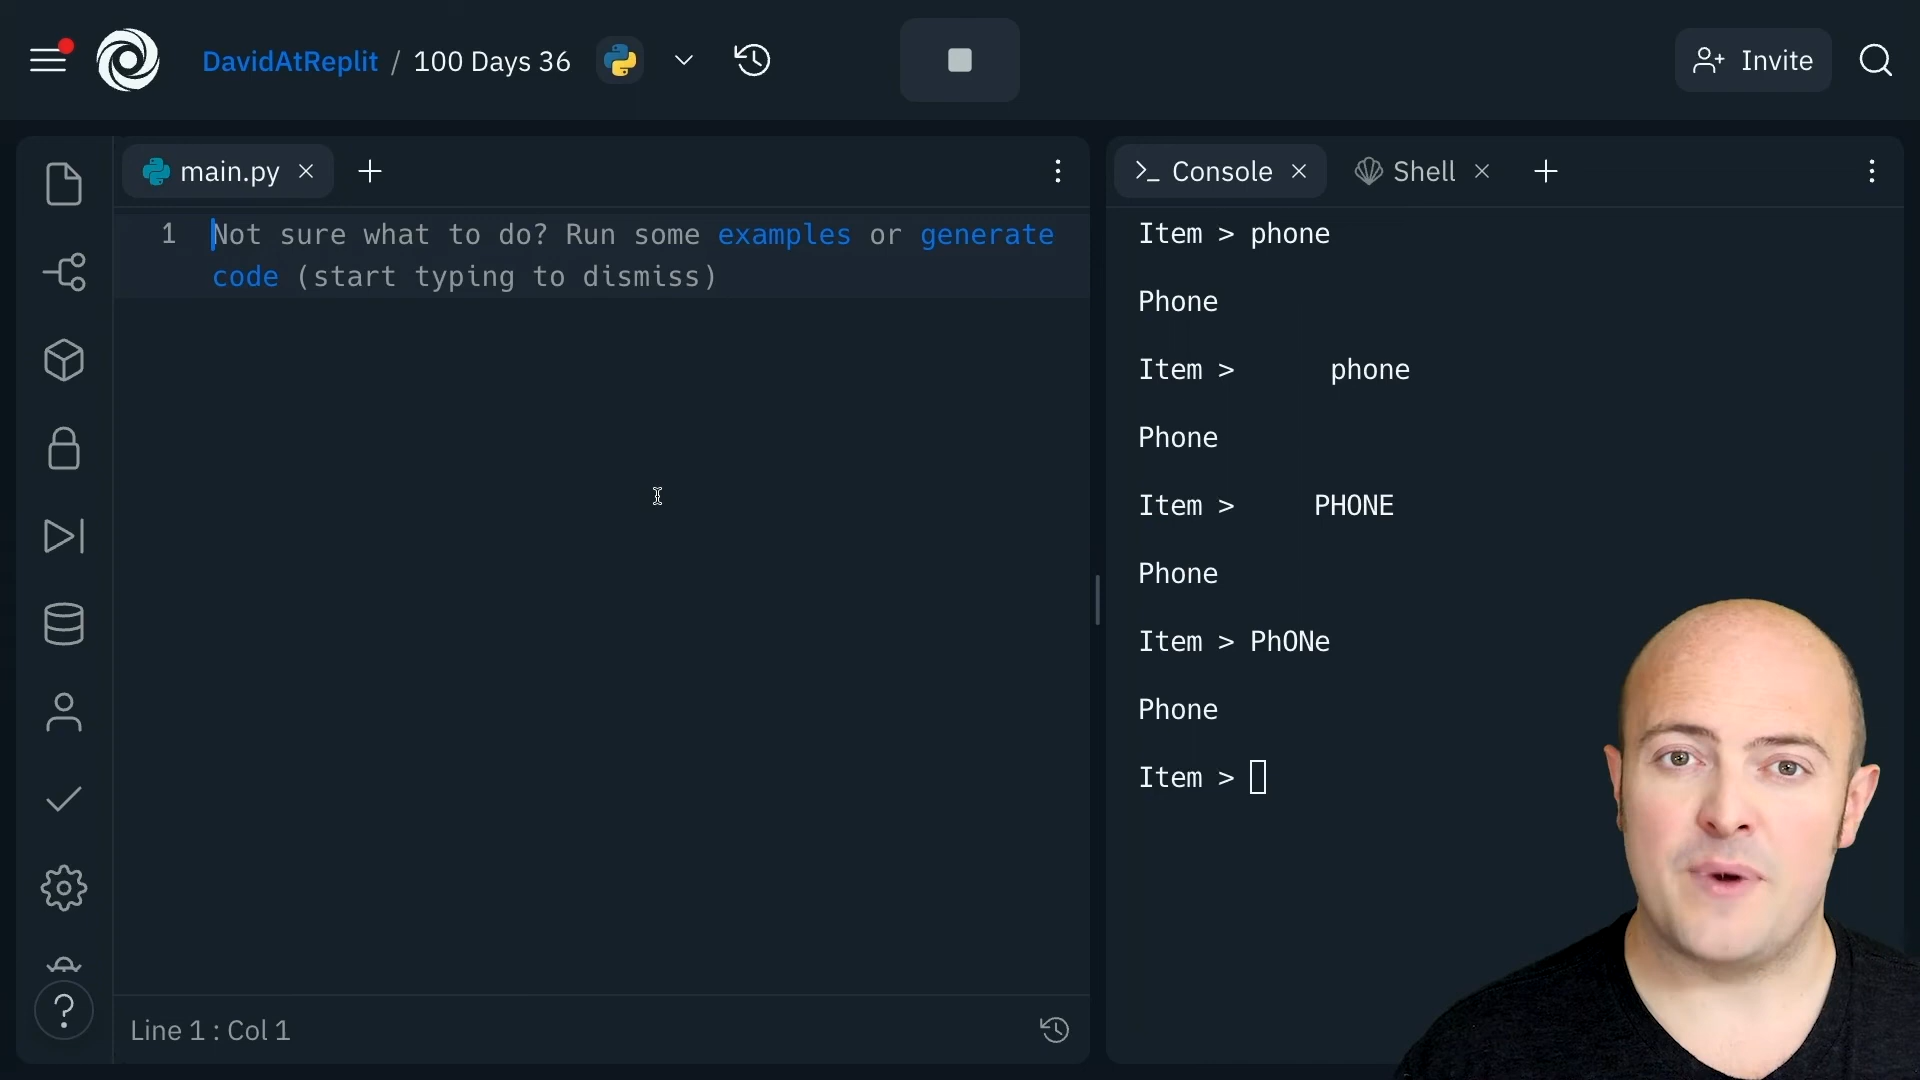 DavidAtReplit / 100 Days 36
Invite
main.py
1 Not sure what to do? Run some examples or generate
code (start typing to dismiss)
Line 1 : Col 1
>_ Console
Shell
Item > phone
Phone
Item >      phone
Phone
Item >     PHONE
Phone
Item > PhONe
Phone
Item >
?